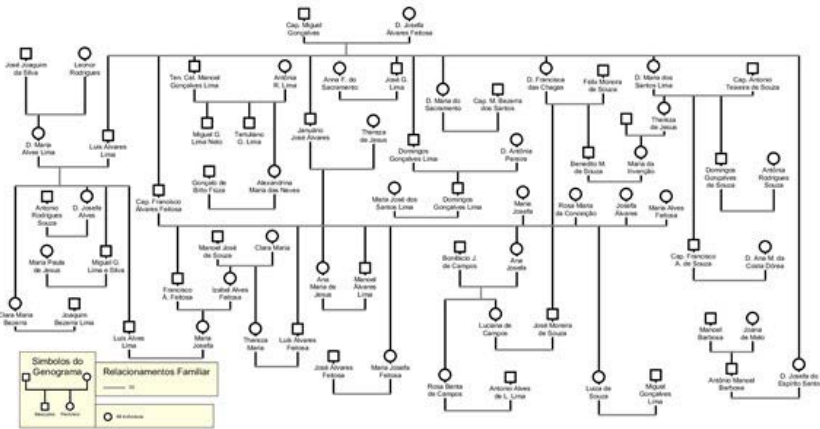 Cap. Miguel
Gonçalves
D. Josefa
Álvares Feitosa
José Joaquim
da Silva
Leonor
Rodrigues
Ten. Cel. Manoel
Gonçalves Lima
Antônia
R. Lima
Anna F. do
Sacramento
José G.
Lima
D. Maria do
Sacramento
Cap. M. Bezerra
dos Santos
D. Francisca
das Chagas
Félix Moreira
de Souza
D. Maria dos
Santos Lima
Cap. Antonio
Teixeira de Souza
D. Maria
Alves Lima
Luis Álvares
Lima
Miguel G.
Lima Neto
Tertuliano
G. Lima
Januário
José Álvares
Thereza
de Jesus
Domingos
Gonçalves Lima
D. Antônia
Pereira
Thereza
de Jesus
Benedito M.
de Souza
Maria da
Invenção
Domingos
Gonçalves
de Souza
Antônia
Rodrigues
Souza
Gonçalo de
Brito Fiúza
Alexandrina
Maria das Neves
Cap. Francisco
Álvares Feitosa
Maria José dos
Santos Lima
Domingos
Gonçalves Lima
Maria
Josefa
Rosa Maria
da Conceição
Josefa
Álvares
Maria Alves
Feitosa
Antonio
Rodrigues
Souza
D. Josefa
Alves
Maria Paula
de Jesus
Miguel G.
Lima e Silva
Manoel José
de Souza
Clara Maria
Francisco
A. Feitosa
Izabel Alves
Feitosa
Ana
Maria de
Jesus
Manoel
Álvares
Lima
Bonifácio J.
de Campos
Ana
Josefa
Cap. Francisco
A. de Souza
D. Ana M. da
Costa Dórea
Clara Maria
Bezerra
Joaquim
Bezerra Lima
Luis Alves
Lima
Maria
Josefa
Thereza
Maria
Luis Álvares
Feitosa
Luciana de
Campos
José Moreira
de Souza
Manoel
Barbosa
Joana
de Melo
José Álvares
Feitosa
Maria Josefa
Feitosa
Rosa Benta
de Campos
Antonio Alves
de L. Lima
Luiza de
Souza
Miguel
Gonçalves
Lima
Antônio Manoel
Barbosa
D. Josefa do
Espírito Santo
Símbolos do
Genograma
Masculino
Feminino
Relacionamentos Familiar